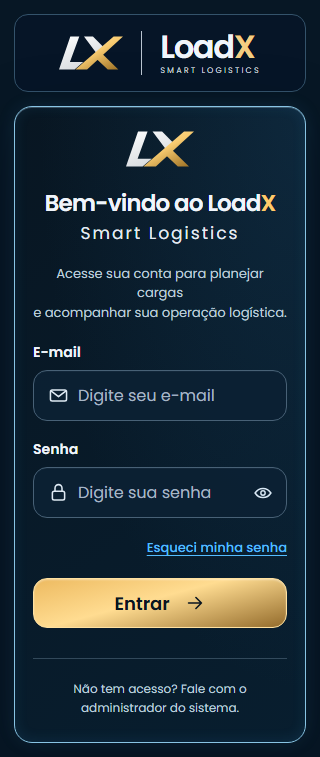 LX
LoadX
SMART LOGISTICS
LX
Bem-vindo ao LoadX
Smart Logistics
Acesse sua conta para planejar
cargas
e acompanhar sua operação logística.
E-mail
Digite seu e-mail
Senha
Digite sua senha
Esqueci minha senha
Entrar →
Não tem acesso? Fale com o
administrador do sistema.